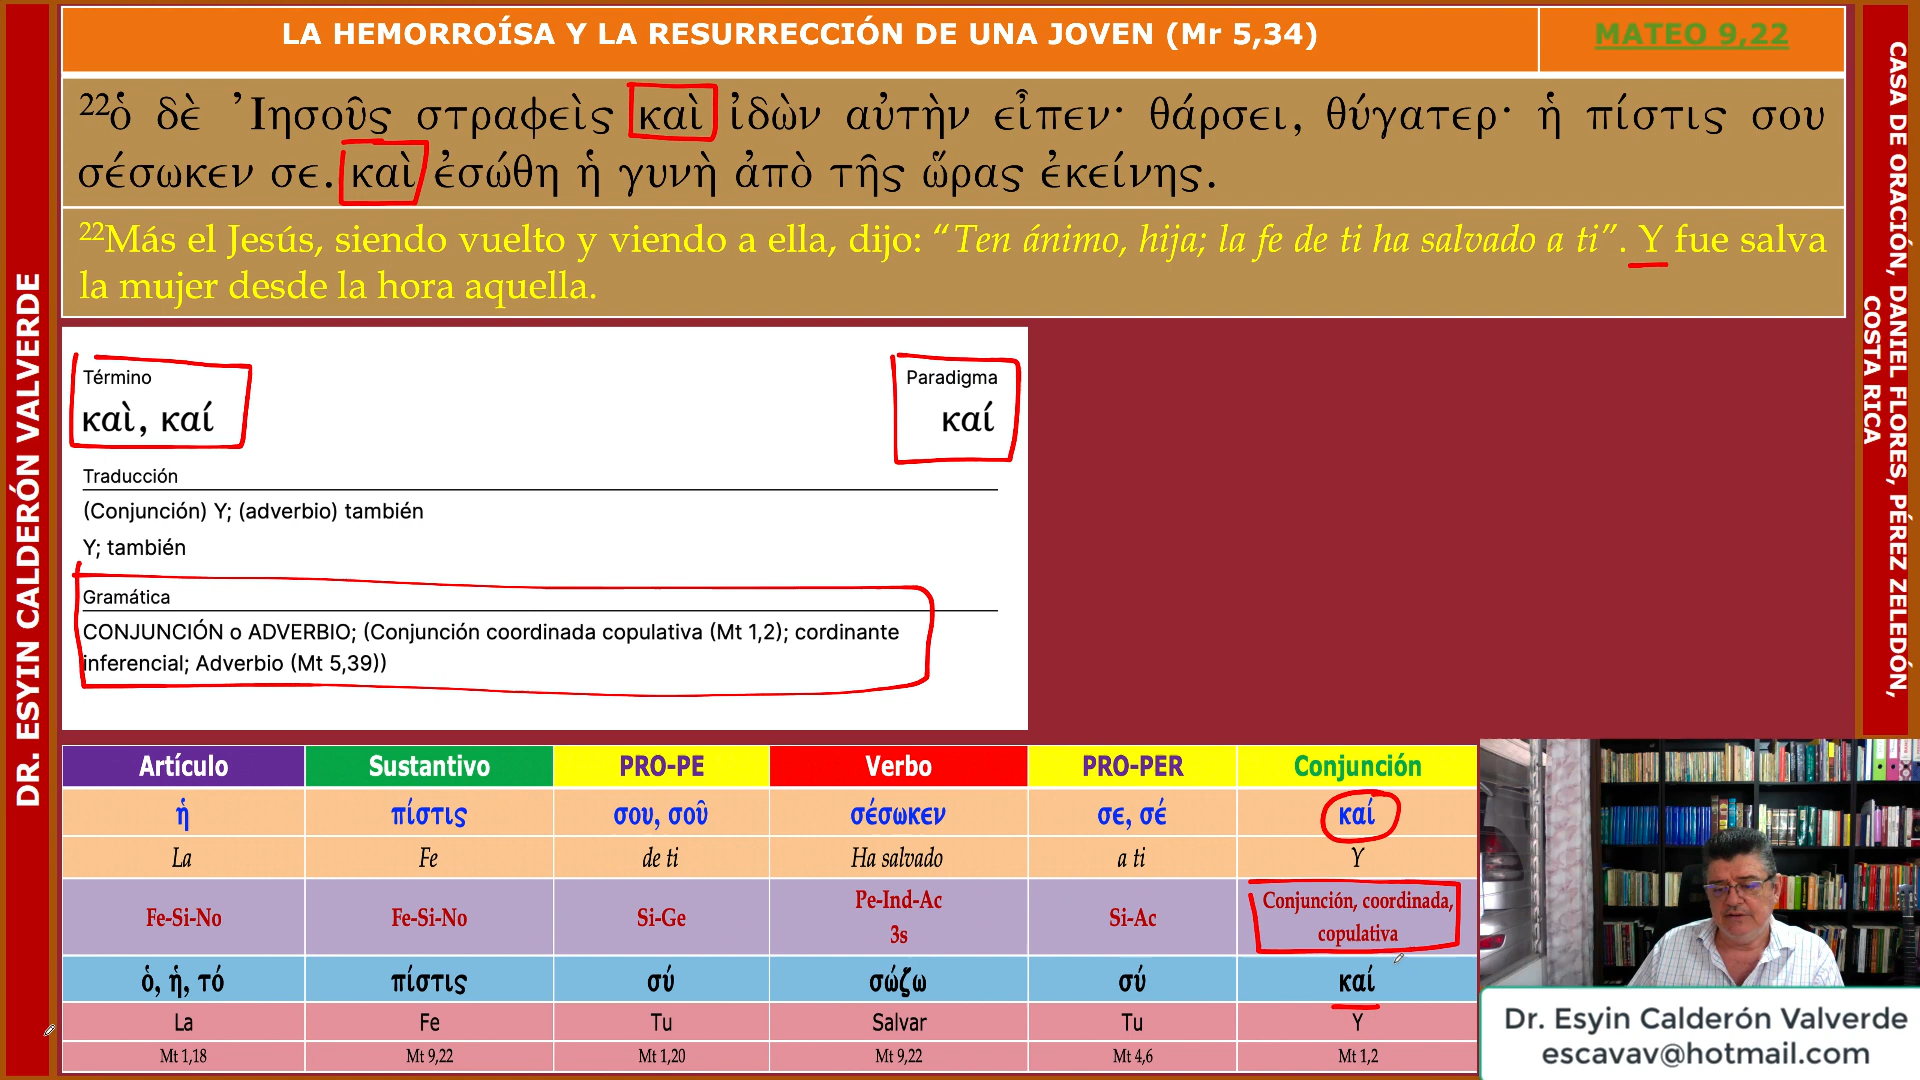 LA HEMORROÍSA Y LA RESURRECCIÓN DE UNA JOVEN (Mr 5,34)
MATEO 9,22
²²ὁ δὲ Ἰησοῦς στραφεὶς καὶ ἰδὼν αὐτὴν εἶπεν· θάρσει, θύγατερ· ἡ πίστις σου
σέσωκεν σε. καὶ ἐσώθη ἡ γυνὴ ἀπὸ τῆς ὥρας ἐκείνης.
²²Más el Jesús, siendo vuelto y viendo a ella, dijo: “Ten ánimo, hija; la fe de ti ha salvado a ti”. Y fue salva
la mujer desde la hora aquella.
Término
καὶ, καί
Paradigma
καί
Traducción
(Conjunción) Y; (adverbio) también
Y; también
Gramática
CONJUNCIÓN o ADVERBIO; (Conjunción coordinada copulativa (Mt 1,2); cordinante
inferencial; Adverbio (Mt 5,39))
Artículo Sustantivo PRO-PE Verbo PRO-PER Conjunción
ἡ πίστις σου, σοῦ σέσωκεν σε, σέ καί
La Fe de ti Ha salvado a ti Y
Fe-Si-No Fe-Si-No Si-Ge Pe-Ind-Ac 3s Si-Ac Conjunción, coordinada, copulativa
ὁ, ἡ, τό πίστις σύ σώζω σύ καί
La Fe Tu Salvar Tu Y
Mt 1,18 Mt 9,22 Mt 1,20 Mt 9,22 Mt 4,6 Mt 1,2
DR. ESYIN CALDERÓN VALVERDE
CASA DE ORACIÓN, DANIEL FLORES, PÉREZ ZELEDÓN,
COSTA RICA
Dr. Esyin Calderón Valverde
escavav@hotmail.com